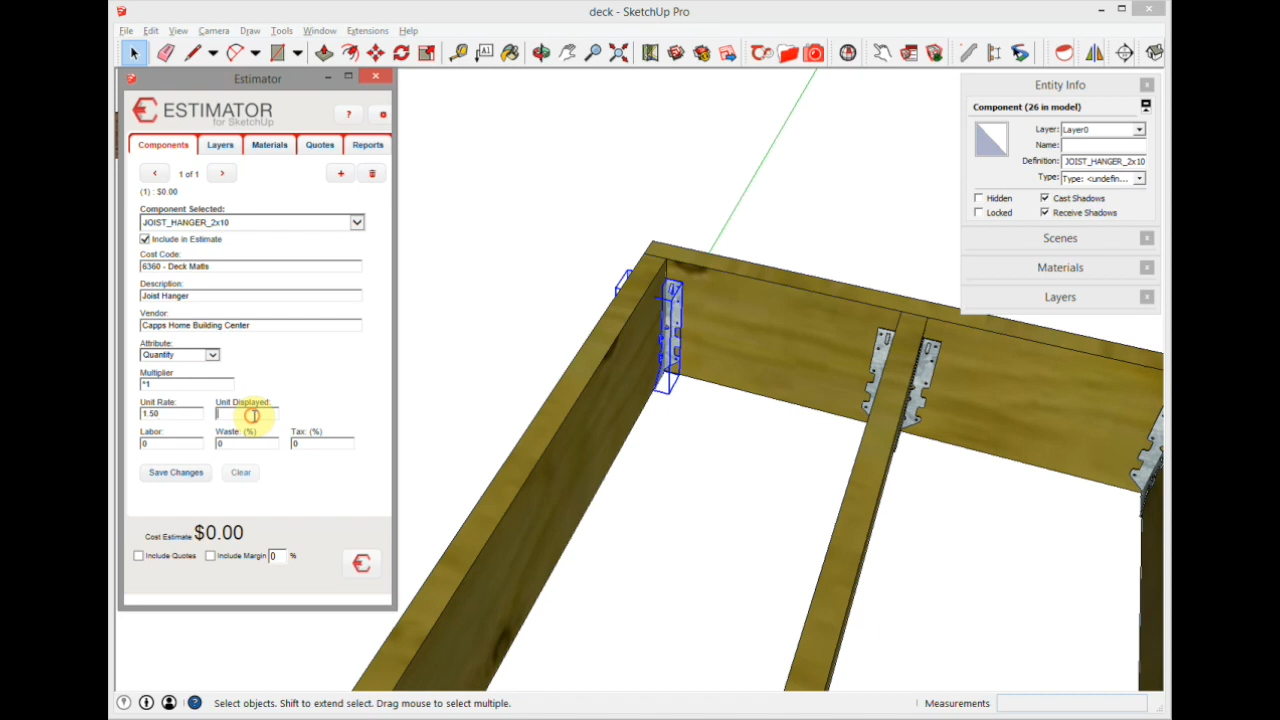 deck - SketchUp Pro
File Edit View Camera Draw Tools Window Extensions Help
Estimator
ESTIMATOR
for SketchUp
?
Components Layers Materials Quotes Reports
< 1 of 1 > +
(1) : $0.00
Component Selected:
JOIST_HANGER_2x10
Include in Estimate
Cost Code:
6360 - Deck Matls
Description:
Joist Hanger
Vendor:
Capps Home Building Center
Attribute:
Quantity
Multiplier
*1
Unit Rate: Unit Displayed:
1.50
Labor: Waste: (%) Tax: (%)
0 0 0
Save Changes Clear
Cost Estimate $0.00
Include Quotes Include Margin 0 %
Entity Info
Component (26 in model)
Layer: Layer0
Name:
Definition: JOIST_HANGER_2x10
Type: Type: <undefin...
Hidden Cast Shadows
Locked Receive Shadows
Scenes
Materials
Layers
Select objects. Shift to extend select. Drag mouse to select multiple.
Measurements